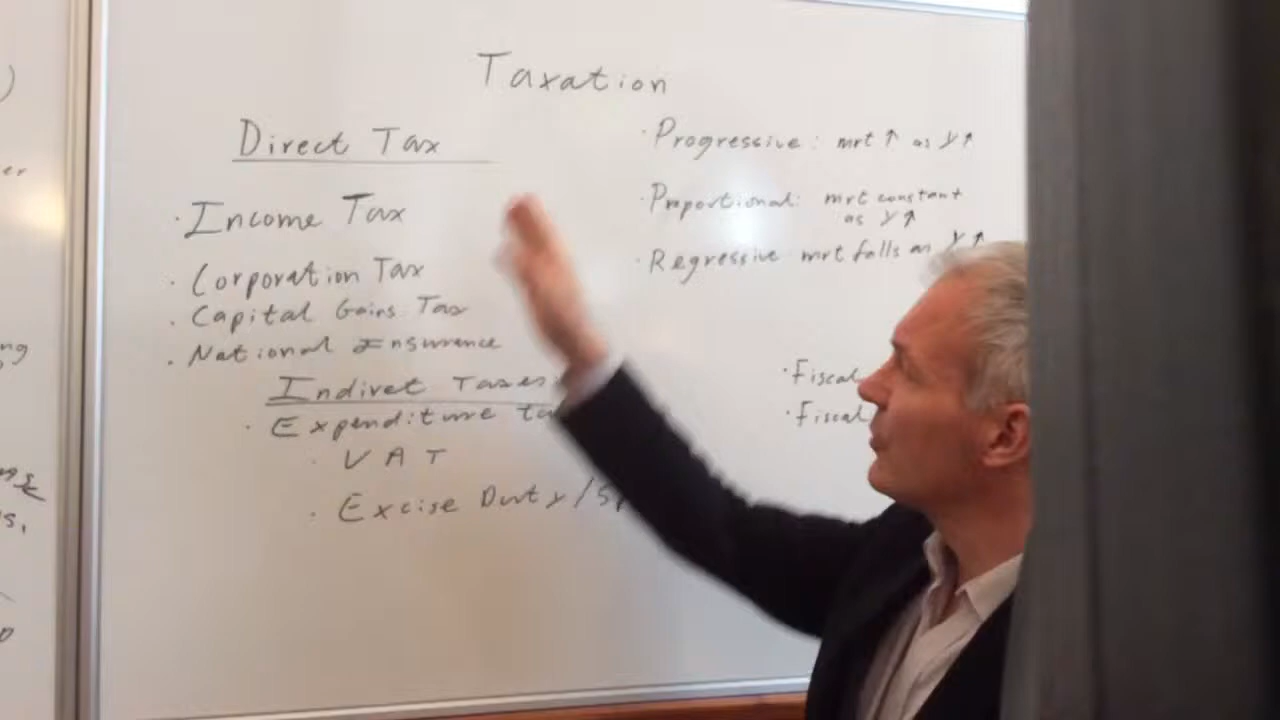 Taxation
Direct Tax
· Income Tax
· Corporation Tax
· Capital Gains Tax
· National Insurance
Indirect Taxes
· Expenditure
· VAT
· Excise Duty /
· Progressive: mrt ↑ as Y ↑
· Proportional: mrt constant
as Y ↑
· Regressive mrt falls as Y ↑
· Fiscal
· Fiscal